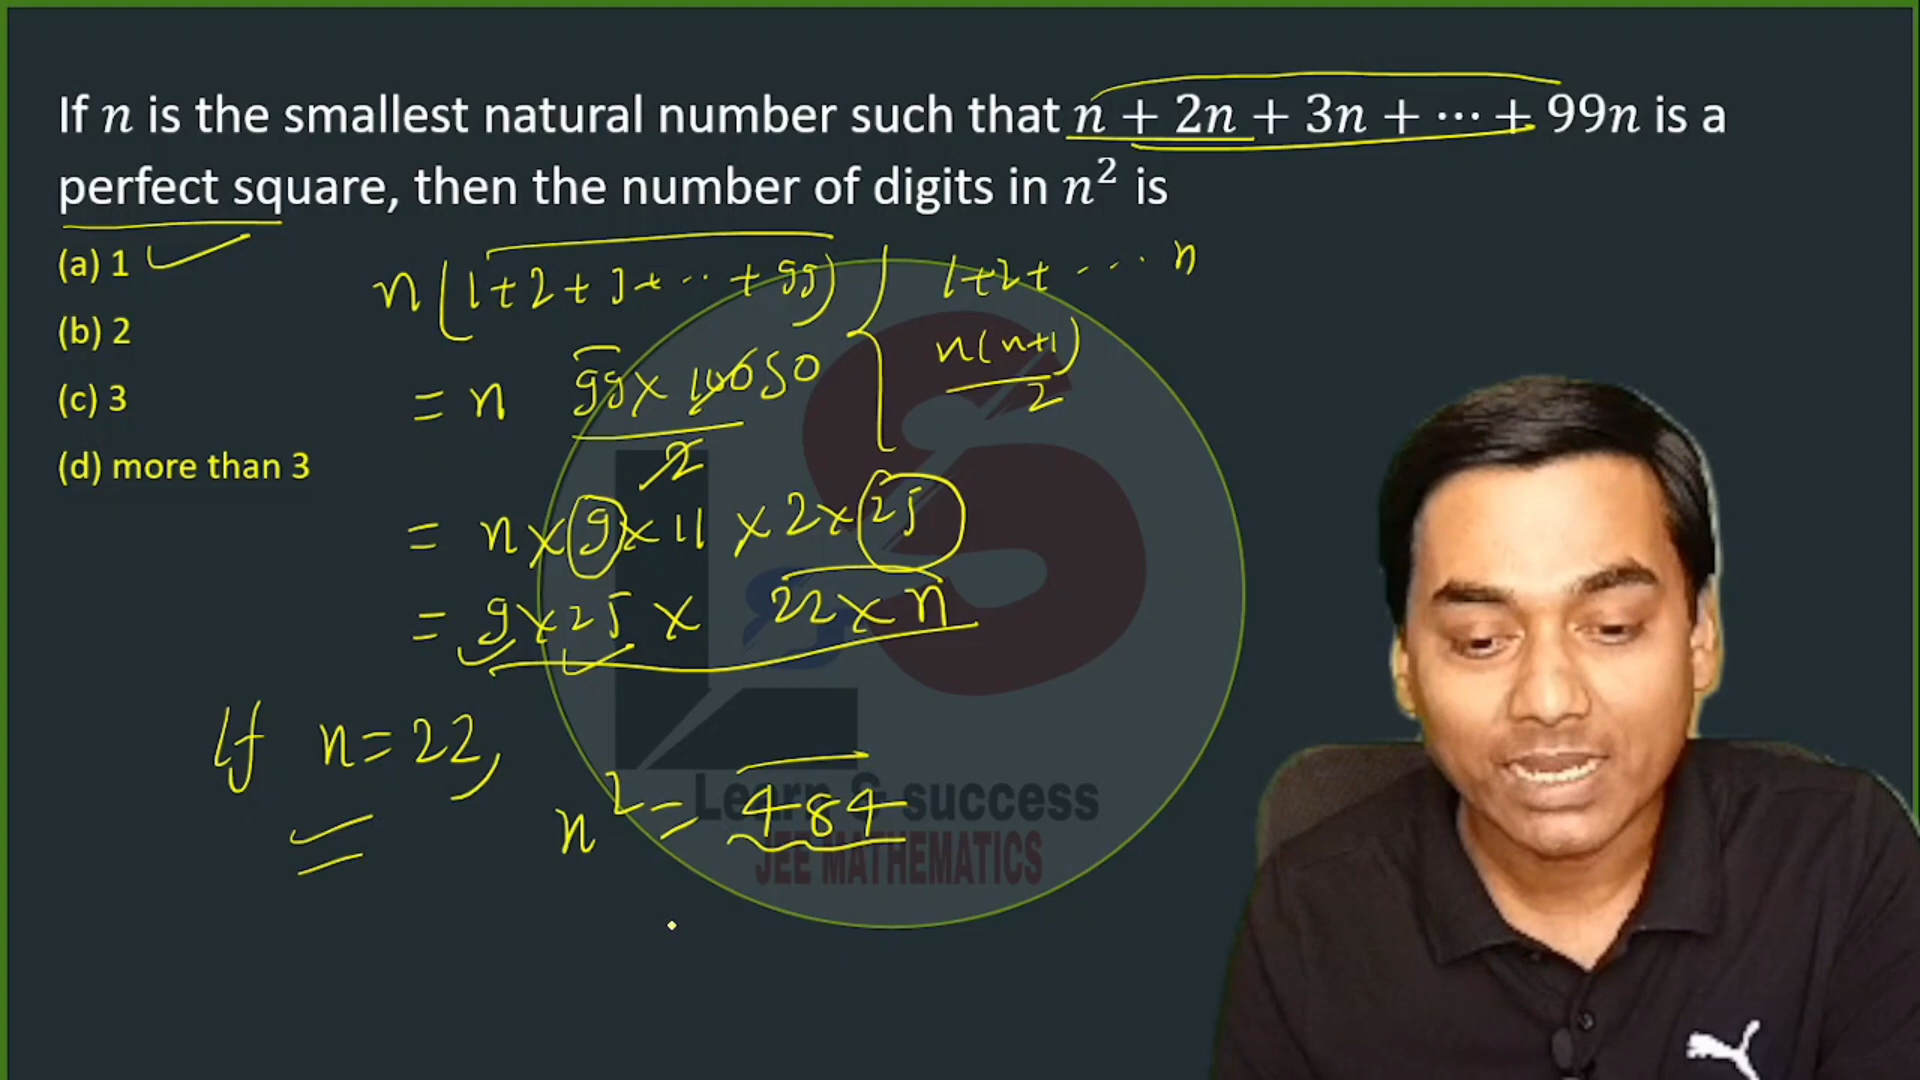 If n is the smallest natural number such that n + 2n + 3n + ⋯ + 99n is a
perfect square, then the number of digits in n² is
(a) 1 ✓
(b) 2
(c) 3
(d) more than 3
n(1+2+3+ ⋯ +99)
= n 99×100 50
2
= n×9×11×2×25
= 9×25×22×n
1+2+ ⋯ n
n(n+1)
2
If n=22,
n² = 484
Learn & success
JEE MATHEMATICS